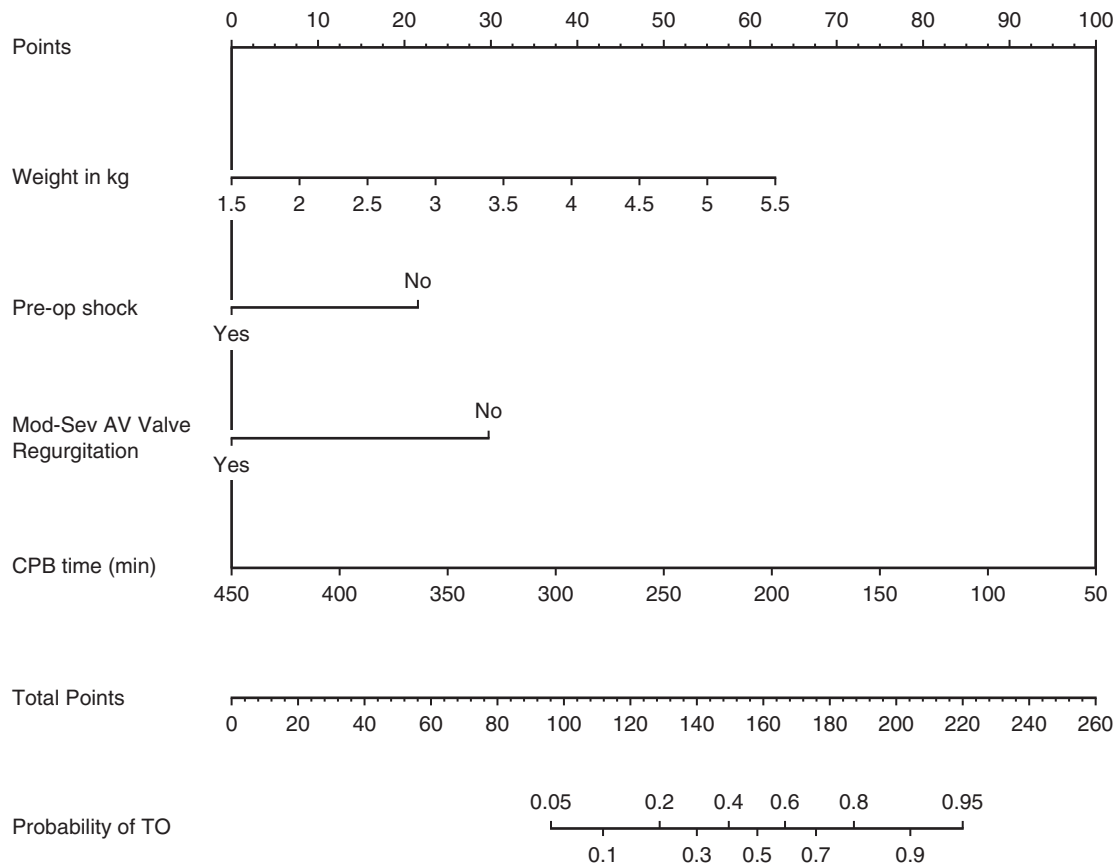 0 10 20 30 40 50 60 70 80 90 100
Points
Weight in kg
1.5 2 2.5 3 3.5 4 4.5 5 5.5
No
Pre-op shock
Yes
No
Mod-Sev AV Valve
Regurgitation
Yes
CPB time (min)
450 400 350 300 250 200 150 100 50
Total Points
0 20 40 60 80 100 120 140 160 180 200 220 240 260
0.05 0.2 0.4 0.6 0.8 0.95
Probability of TO
0.1 0.3 0.5 0.7 0.9